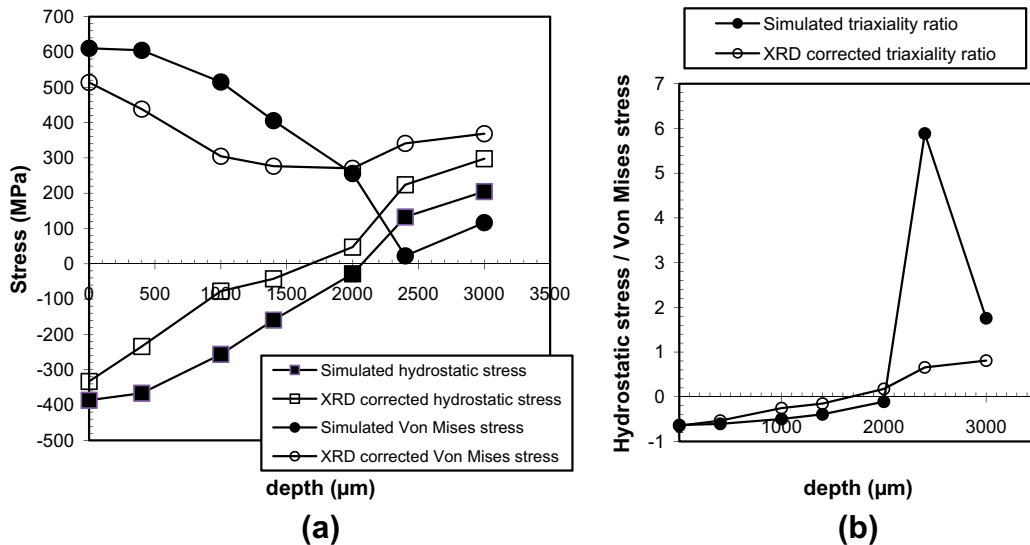 700
600
500
400
300
200
100
0
-100
-200
-300
-400
-500
0 500 1000 1500 2000 2500 3000 3500
Stress (MPa)
Simulated hydrostatic stress
XRD corrected hydrostatic stress
Simulated Von Mises stress
XRD corrected Von Mises stress
depth (µm)
(a)
Simulated triaxiality ratio
XRD corrected triaxiality ratio
7
6
5
4
3
2
1
0
-1
0 1000 2000 3000
Hydrostatic stress / Von Mises stress
depth (µm)
(b)